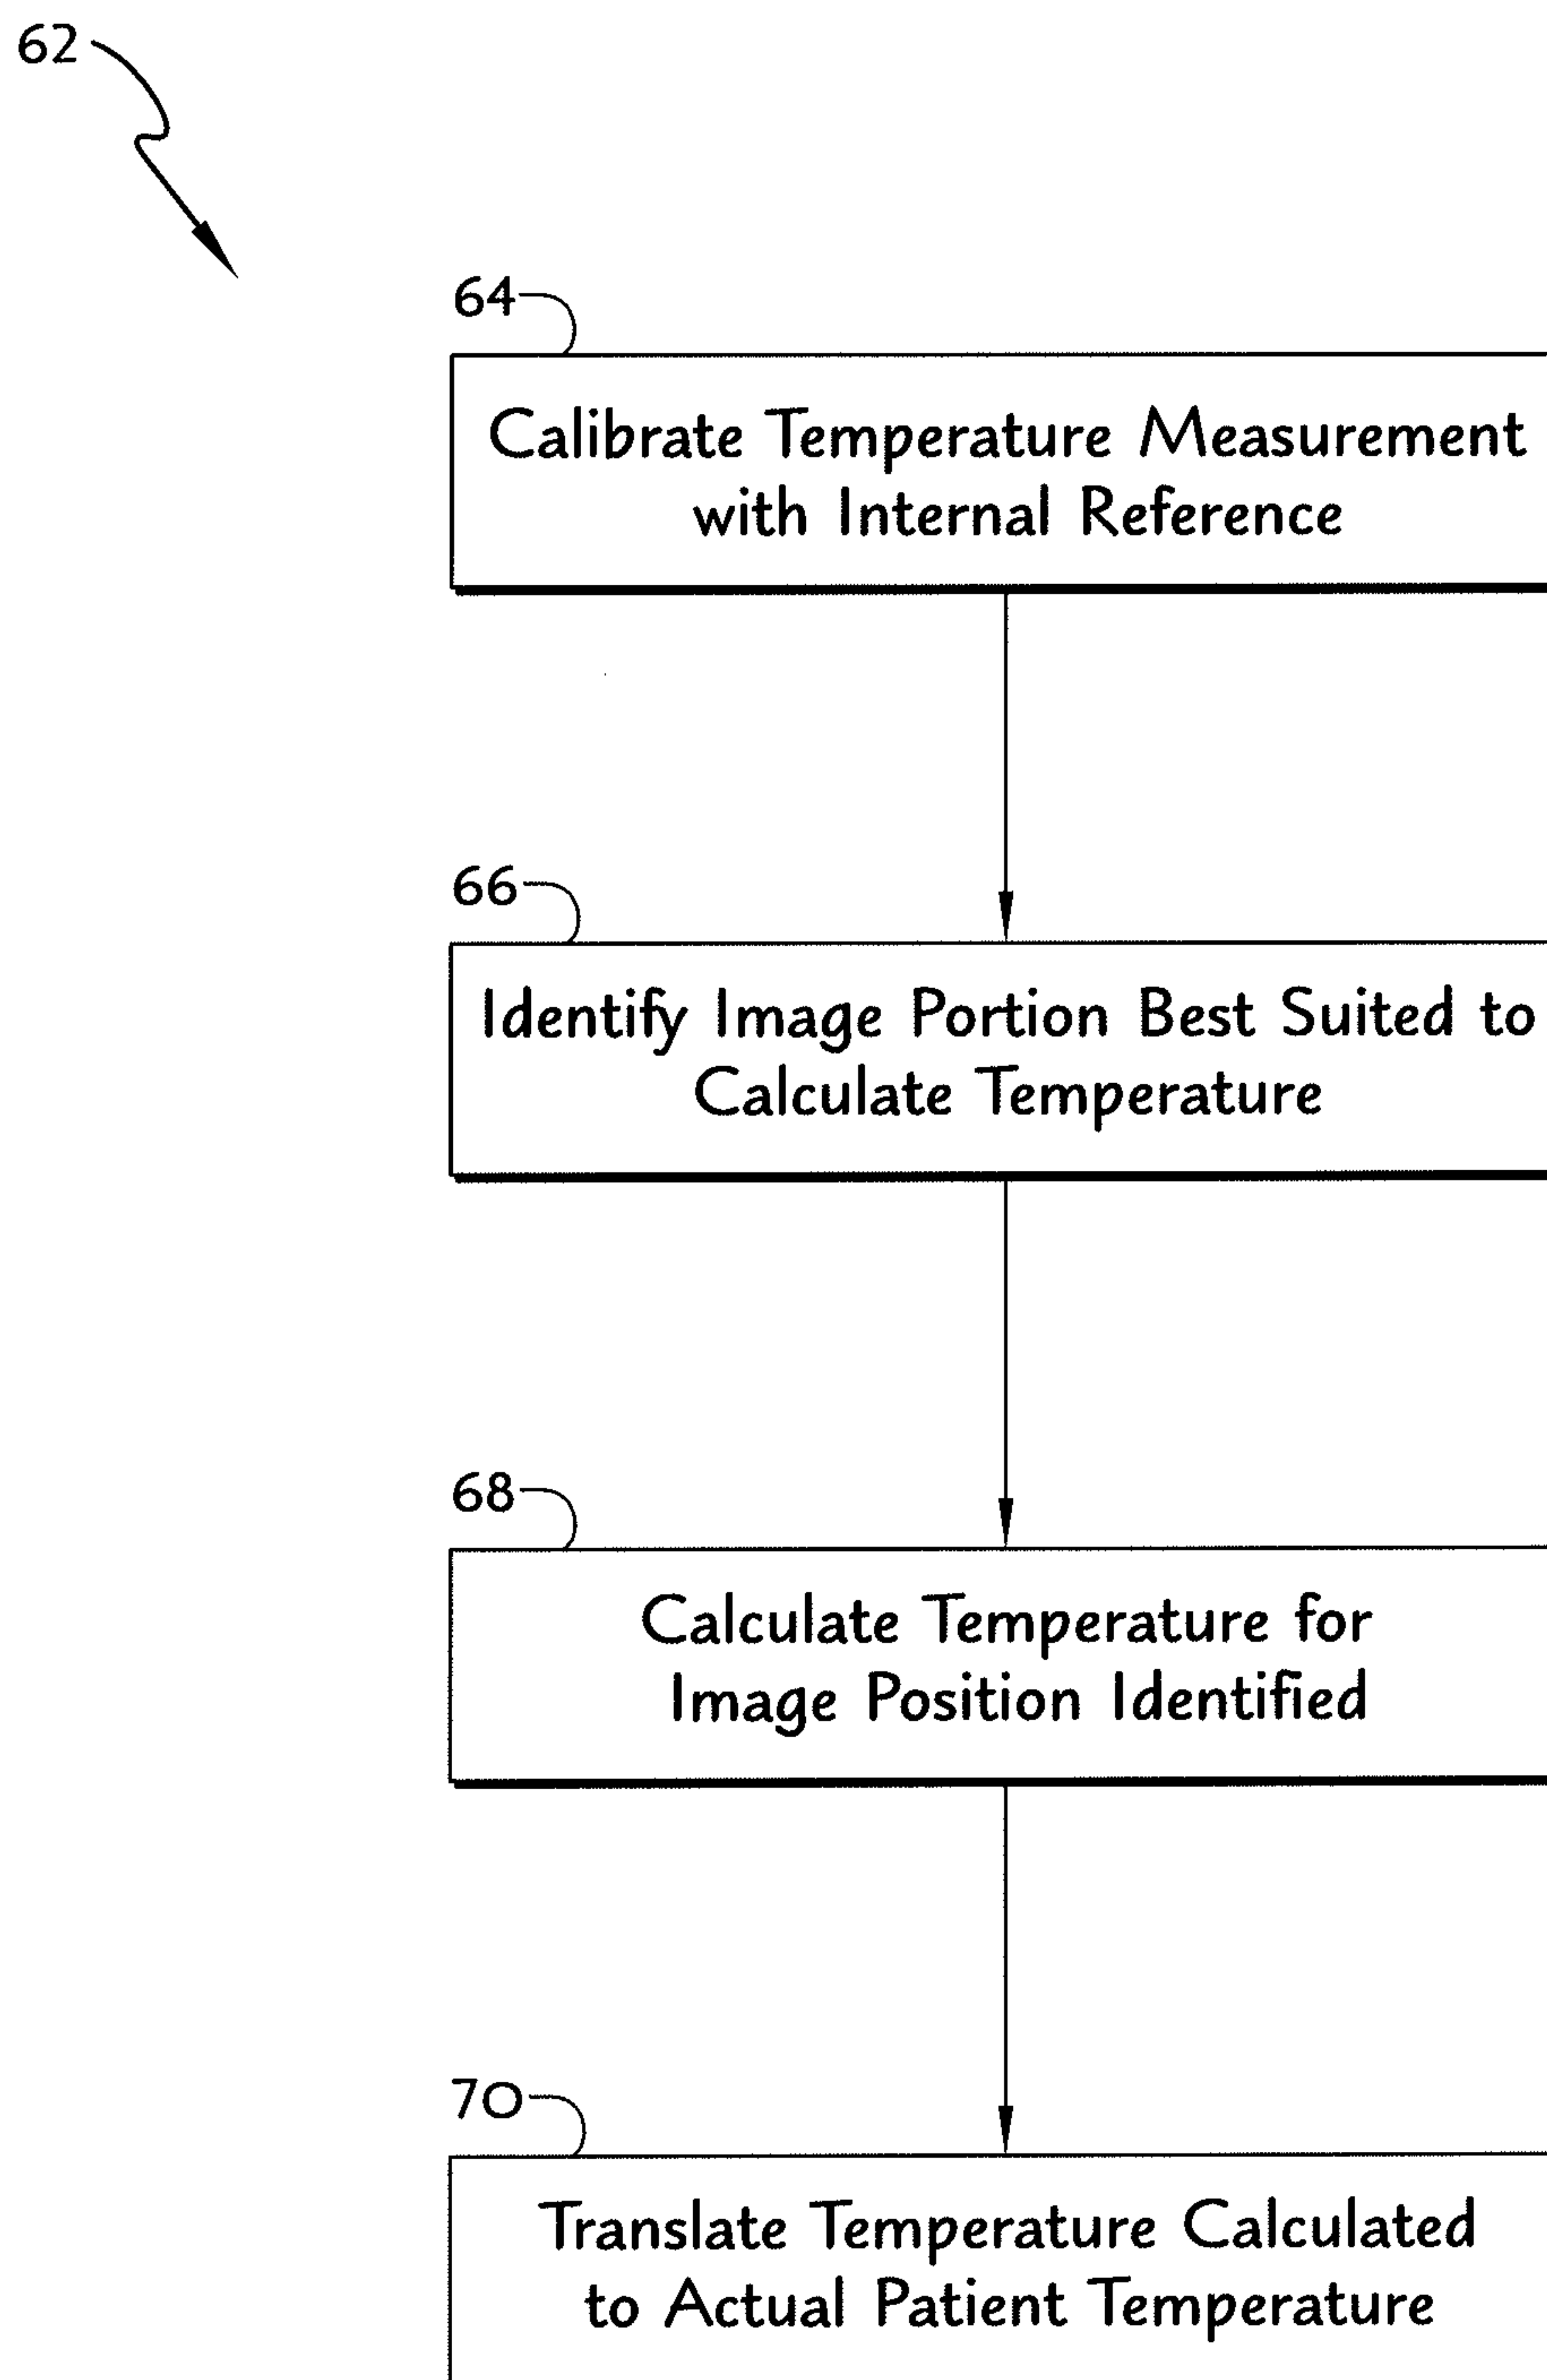 62
64
Calibrate Temperature Measurement
with Internal Reference
66
Identify Image Portion Best Suited to
Calculate Temperature
68
Calculate Temperature for
Image Position Identified
70
Translate Temperature Calculated
to Actual Patient Temperature